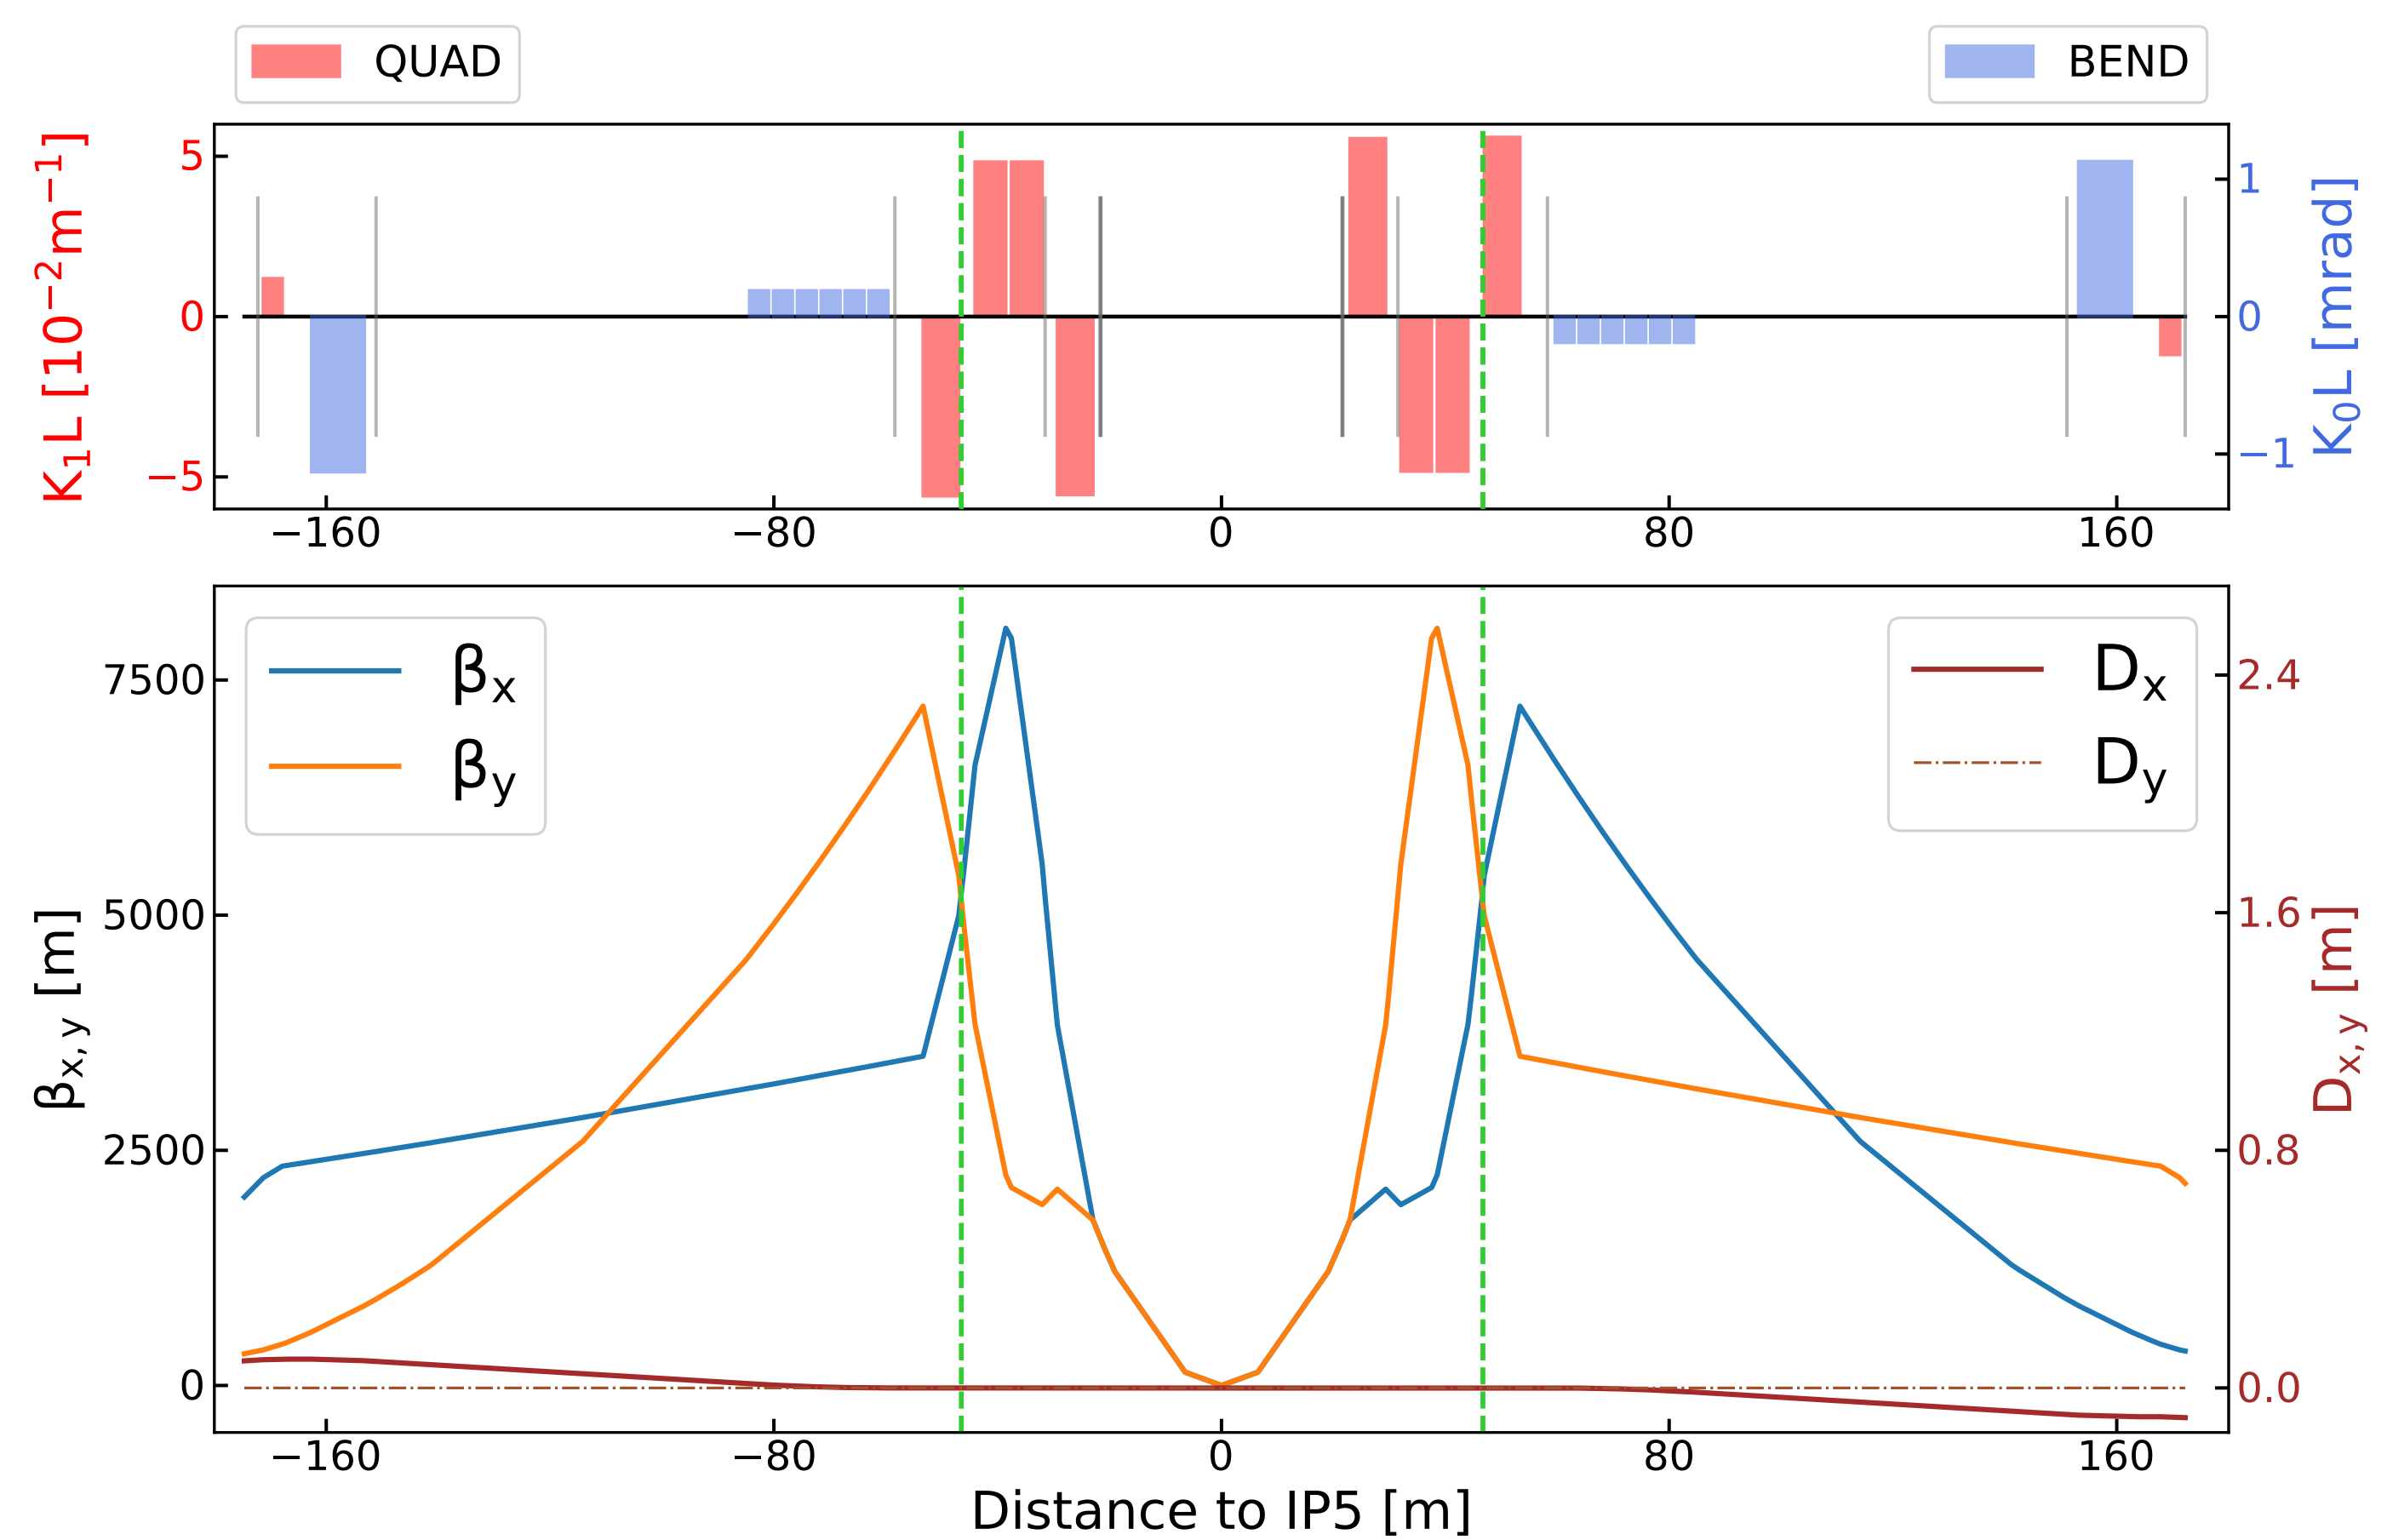 QUAD
BEND
K₁L [10⁻²m⁻¹]
5
0
−5
1
0
−1
K₀L [mrad]
−160
−80
0
80
160
βₓ
βᵧ
Dₓ
Dᵧ
βx, y [m]
7500
5000
2500
0
2.4
1.6
0.8
0.0
Dx, y [m]
−160
−80
0
80
160
Distance to IP5 [m]